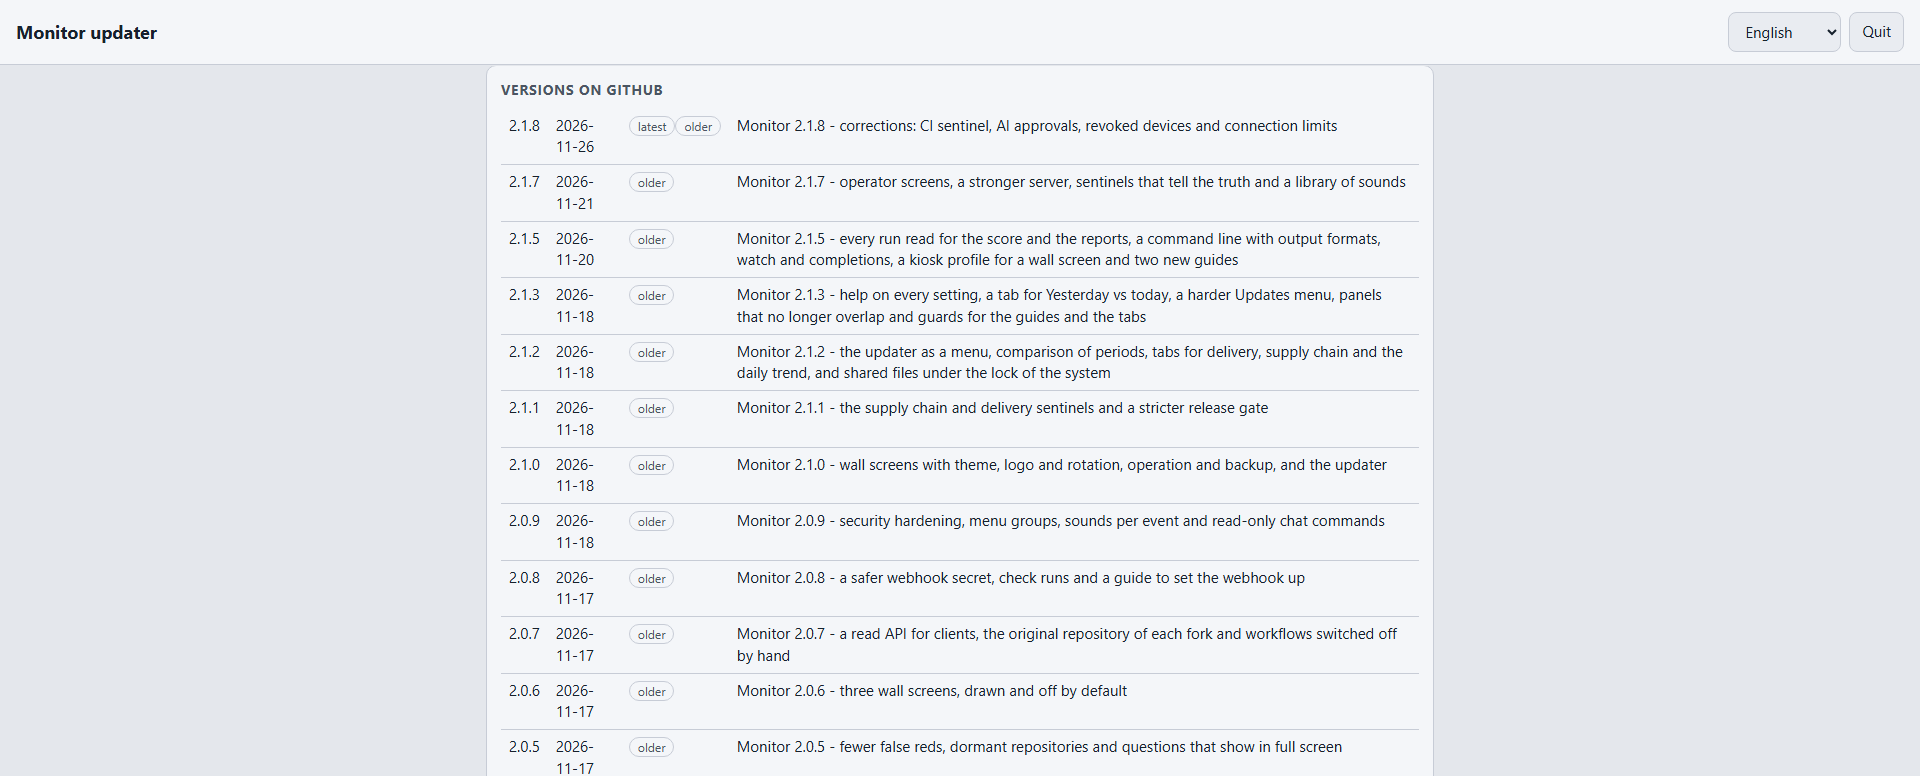 Monitor updater
English
Quit
VERSIONS ON GITHUB
2.1.8 2026-11-26 latest older Monitor 2.1.8 - corrections: CI sentinel, AI approvals, revoked devices and connection limits
2.1.7 2026-11-21 older Monitor 2.1.7 - operator screens, a stronger server, sentinels that tell the truth and a library of sounds
2.1.5 2026-11-20 older Monitor 2.1.5 - every run read for the score and the reports, a command line with output formats,
watch and completions, a kiosk profile for a wall screen and two new guides
2.1.3 2026-11-18 older Monitor 2.1.3 - help on every setting, a tab for Yesterday vs today, a harder Updates menu, panels
that no longer overlap and guards for the guides and the tabs
2.1.2 2026-11-18 older Monitor 2.1.2 - the updater as a menu, comparison of periods, tabs for delivery, supply chain and the
daily trend, and shared files under the lock of the system
2.1.1 2026-11-18 older Monitor 2.1.1 - the supply chain and delivery sentinels and a stricter release gate
2.1.0 2026-11-18 older Monitor 2.1.0 - wall screens with theme, logo and rotation, operation and backup, and the updater
2.0.9 2026-11-18 older Monitor 2.0.9 - security hardening, menu groups, sounds per event and read-only chat commands
2.0.8 2026-11-17 older Monitor 2.0.8 - a safer webhook secret, check runs and a guide to set the webhook up
2.0.7 2026-11-17 older Monitor 2.0.7 - a read API for clients, the original repository of each fork and workflows switched off
by hand
2.0.6 2026-11-17 older Monitor 2.0.6 - three wall screens, drawn and off by default
2.0.5 2026-11-17 older Monitor 2.0.5 - fewer false reds, dormant repositories and questions that show in full screen